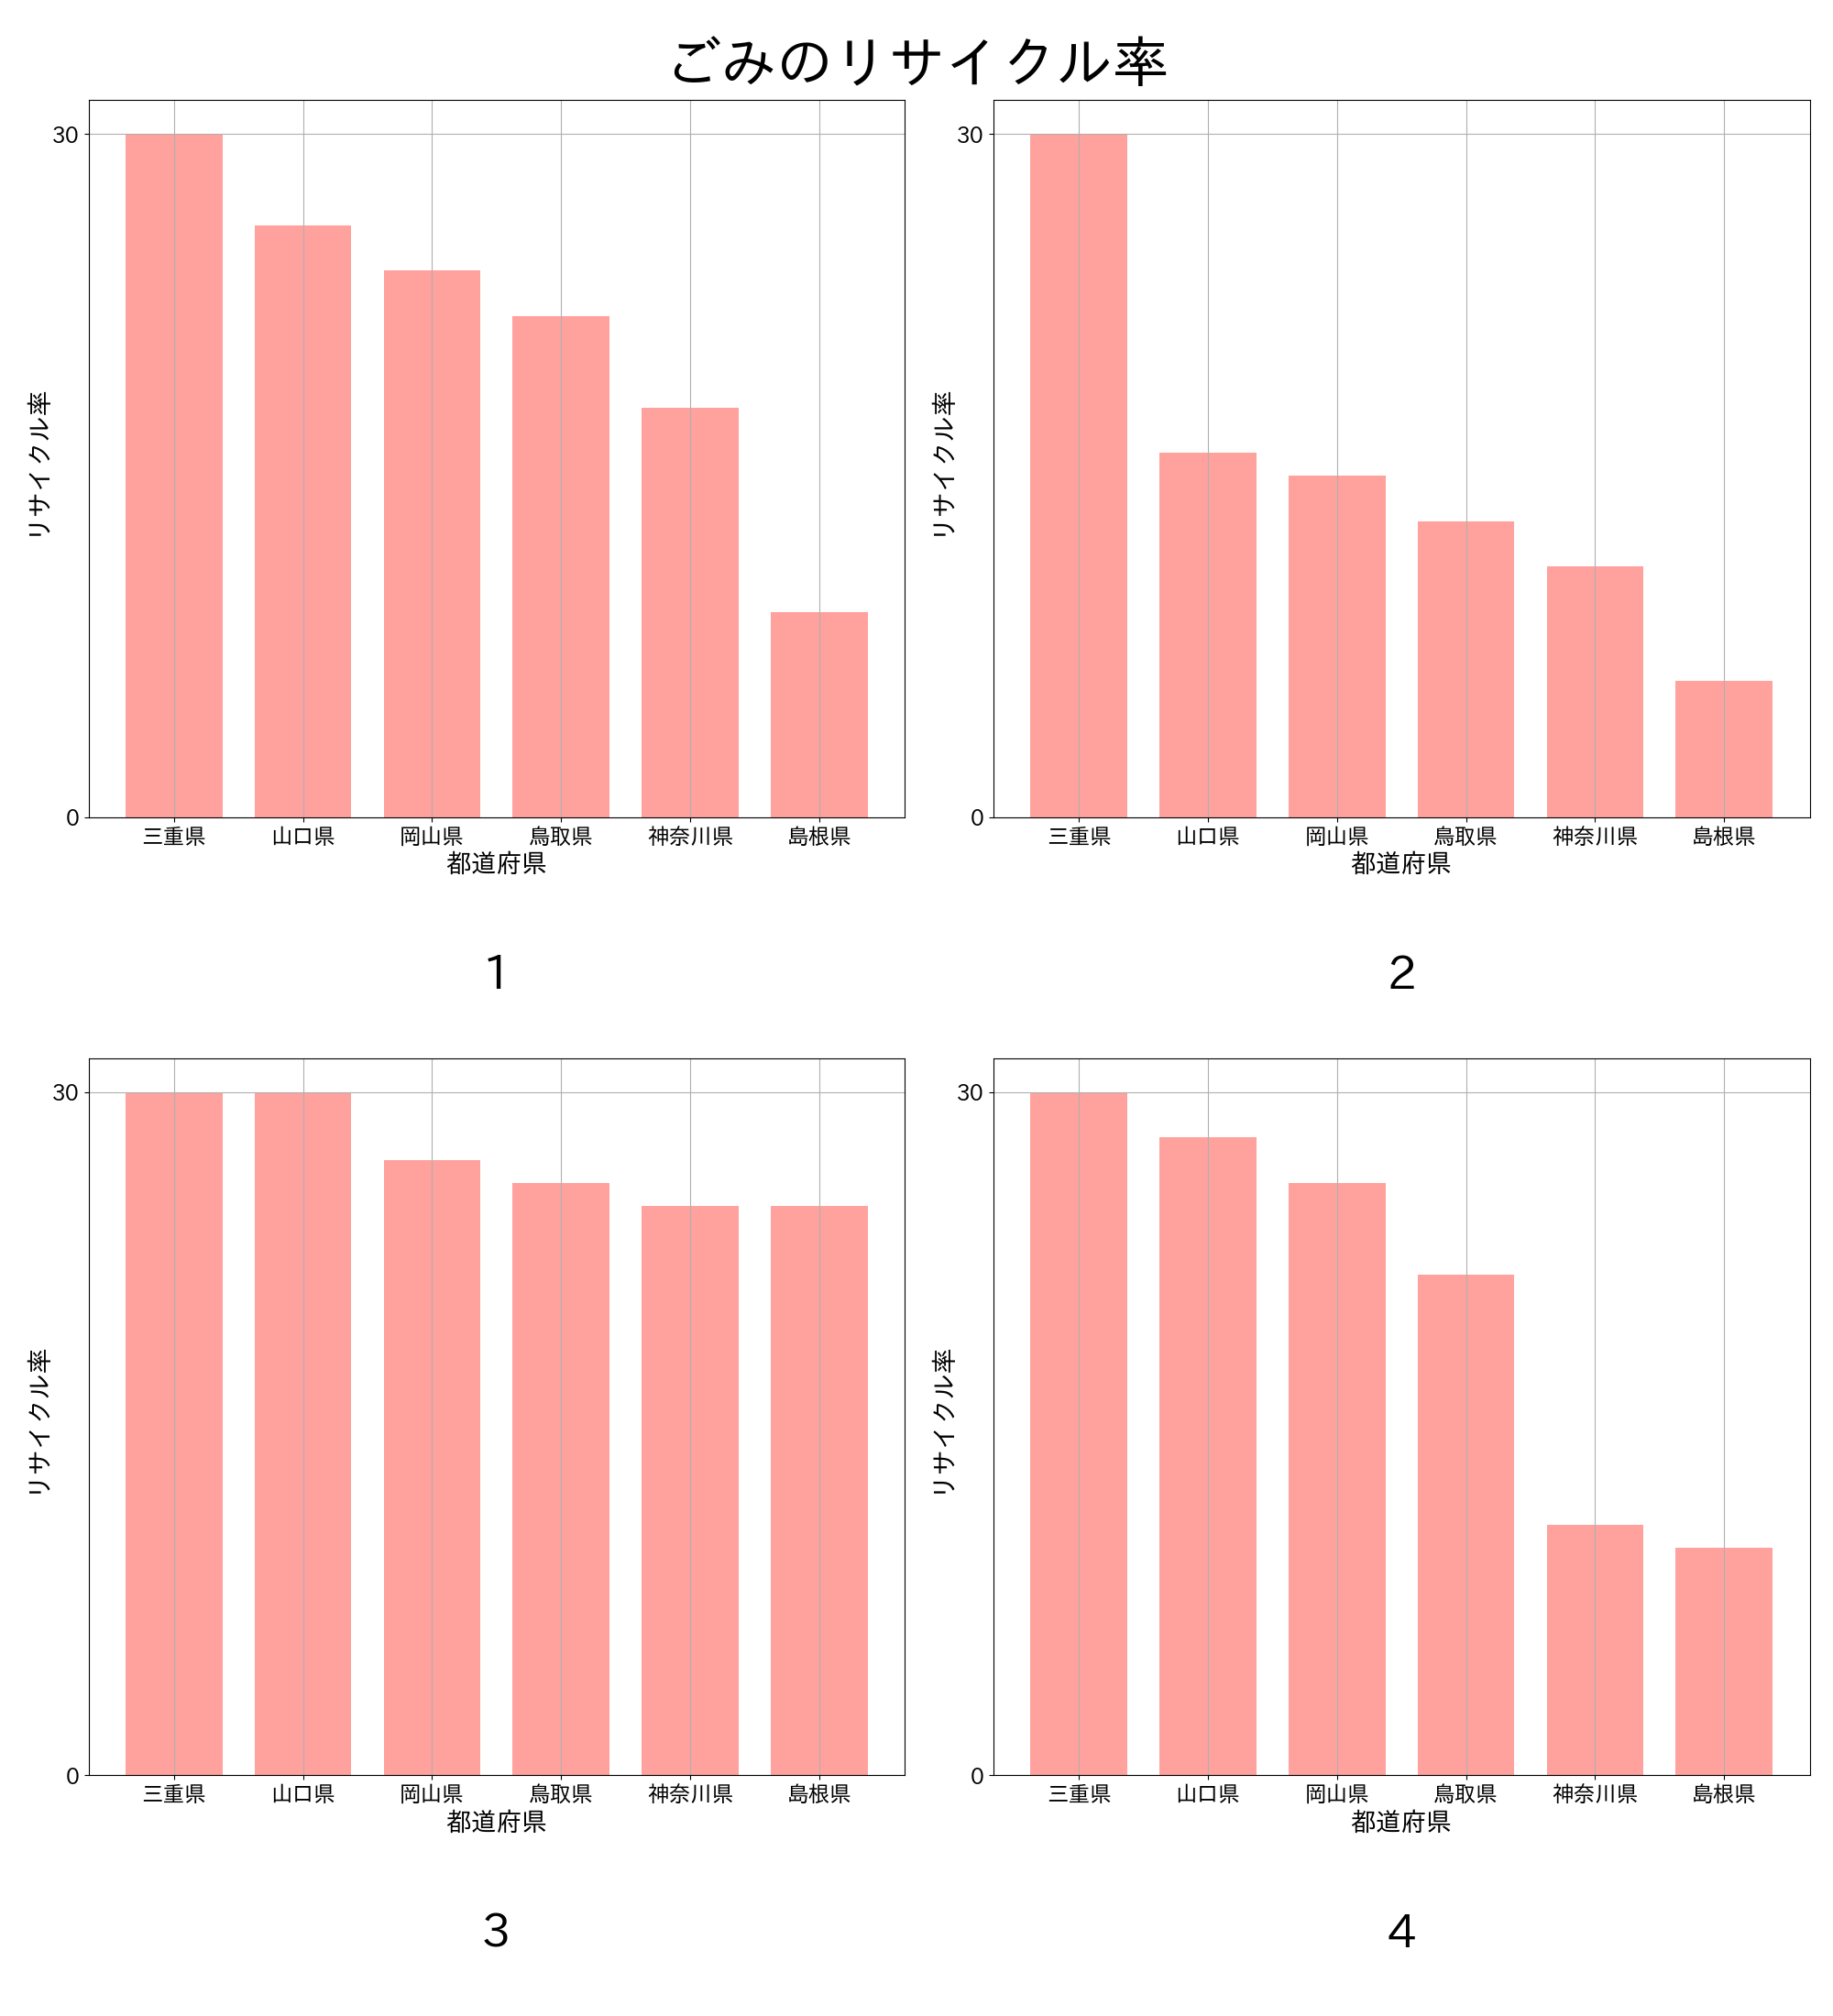 ごみのリサイクル率
30
0
リサイクル率
三重県 山口県 岡山県 鳥取県 神奈川県 島根県
都道府県
1
30
0
リサイクル率
三重県 山口県 岡山県 鳥取県 神奈川県 島根県
都道府県
2
30
0
リサイクル率
三重県 山口県 岡山県 鳥取県 神奈川県 島根県
都道府県
3
30
0
リサイクル率
三重県 山口県 岡山県 鳥取県 神奈川県 島根県
都道府県
4